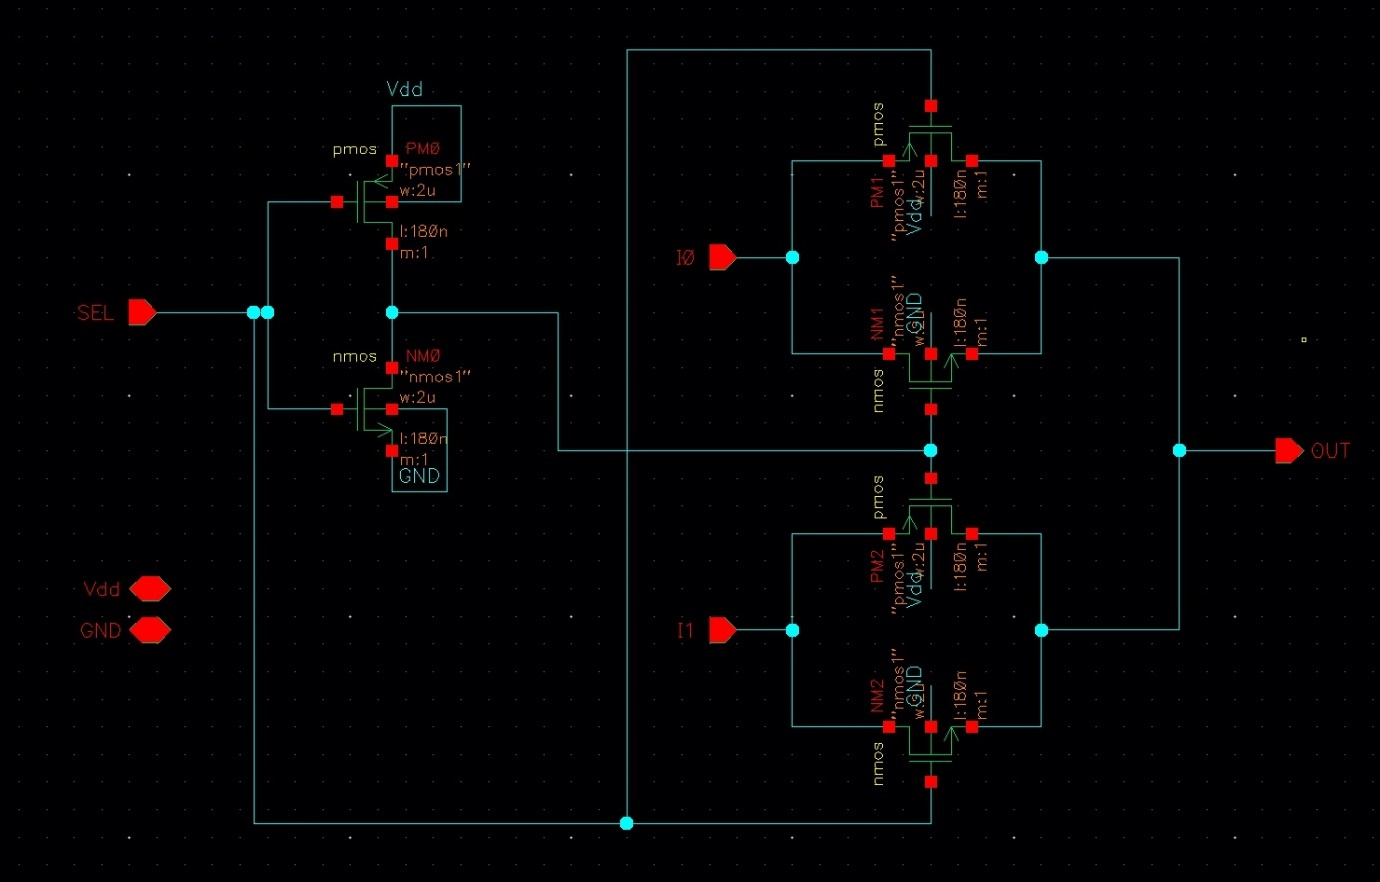 Vdd
pmos
PM0
"pmos1"
w:2u
l:180n
m:1
SEL
nmos
NM0
"nmos1"
w:2u
l:180n
m:1
GND
Vdd
GND
pmos
PM1
"pmos1"
w:2u
Vdd
l:180n
m:1
I0
NM1
"nmos1"
w:2u
GND
l:180n
m:1
nmos
OUT
pmos
PM2
"pmos1"
w:2u
Vdd
l:180n
m:1
I1
NM2
"nmos1"
w:2u
GND
l:180n
m:1
nmos